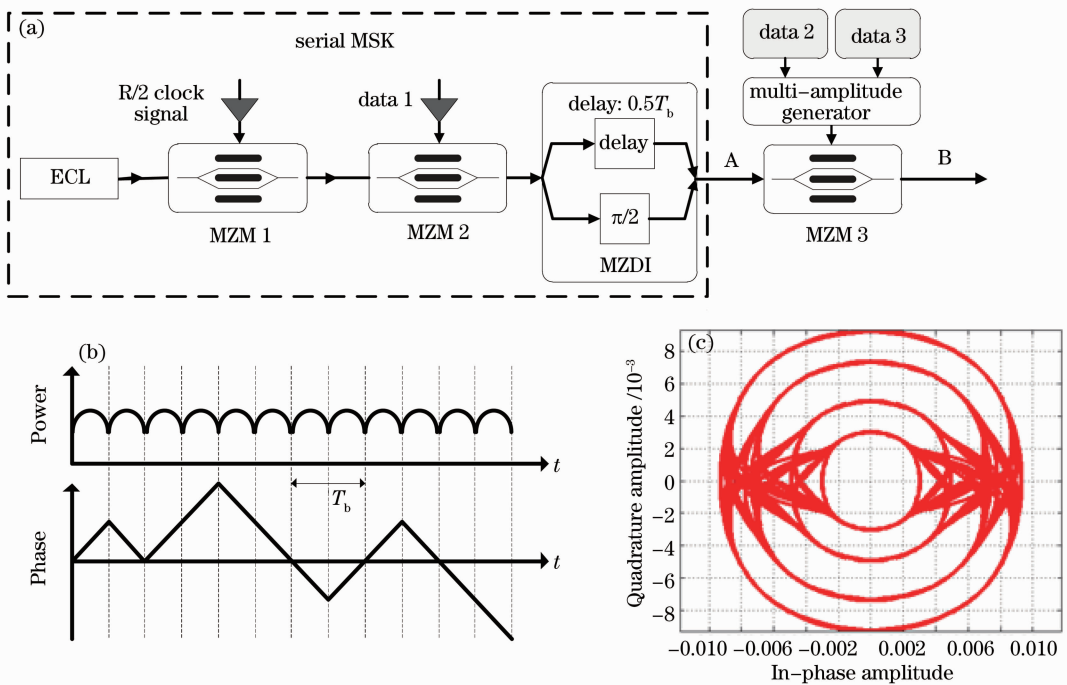 (a)
serial MSK
data 2
data 3
R/2 clock
signal
data 1
delay: 0.5T_b
multi-amplitude
generator
delay
A
B
ECL
π/2
MZM 1
MZM 2
MZDI
MZM 3
(b)
Power
t
T_b
Phase
t
(c)
Quadrature amplitude /10⁻³
8
6
4
2
0
−2
−4
−6
−8
−0.010 −0.006 −0.002 0.002 0.006 0.010
In-phase amplitude